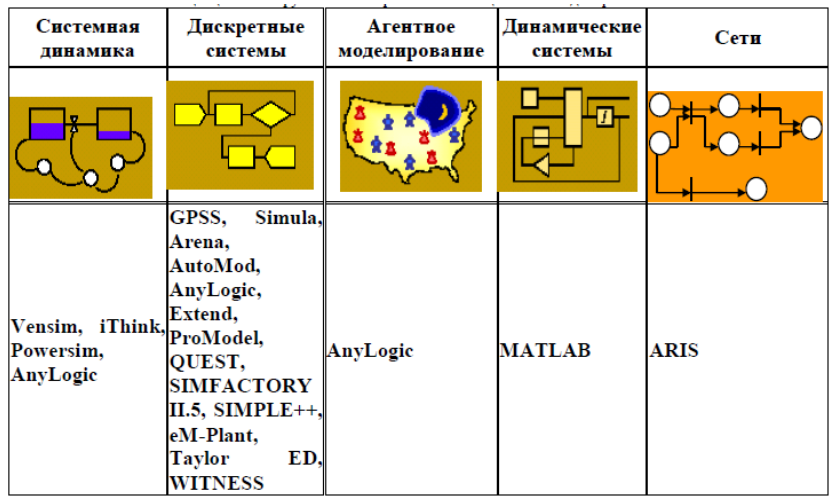 Системная
динамика
Дискретные
системы
Агентное
моделирование
Динамические
системы
Сети
Vensim, iThink,
Powersim,
AnyLogic
GPSS, Simula,
Arena,
AutoMod,
AnyLogic,
Extend,
ProModel,
QUEST,
SIMFACTORY
II.5, SIMPLE++,
eM-Plant,
Taylor ED,
WITNESS
AnyLogic
MATLAB
ARIS